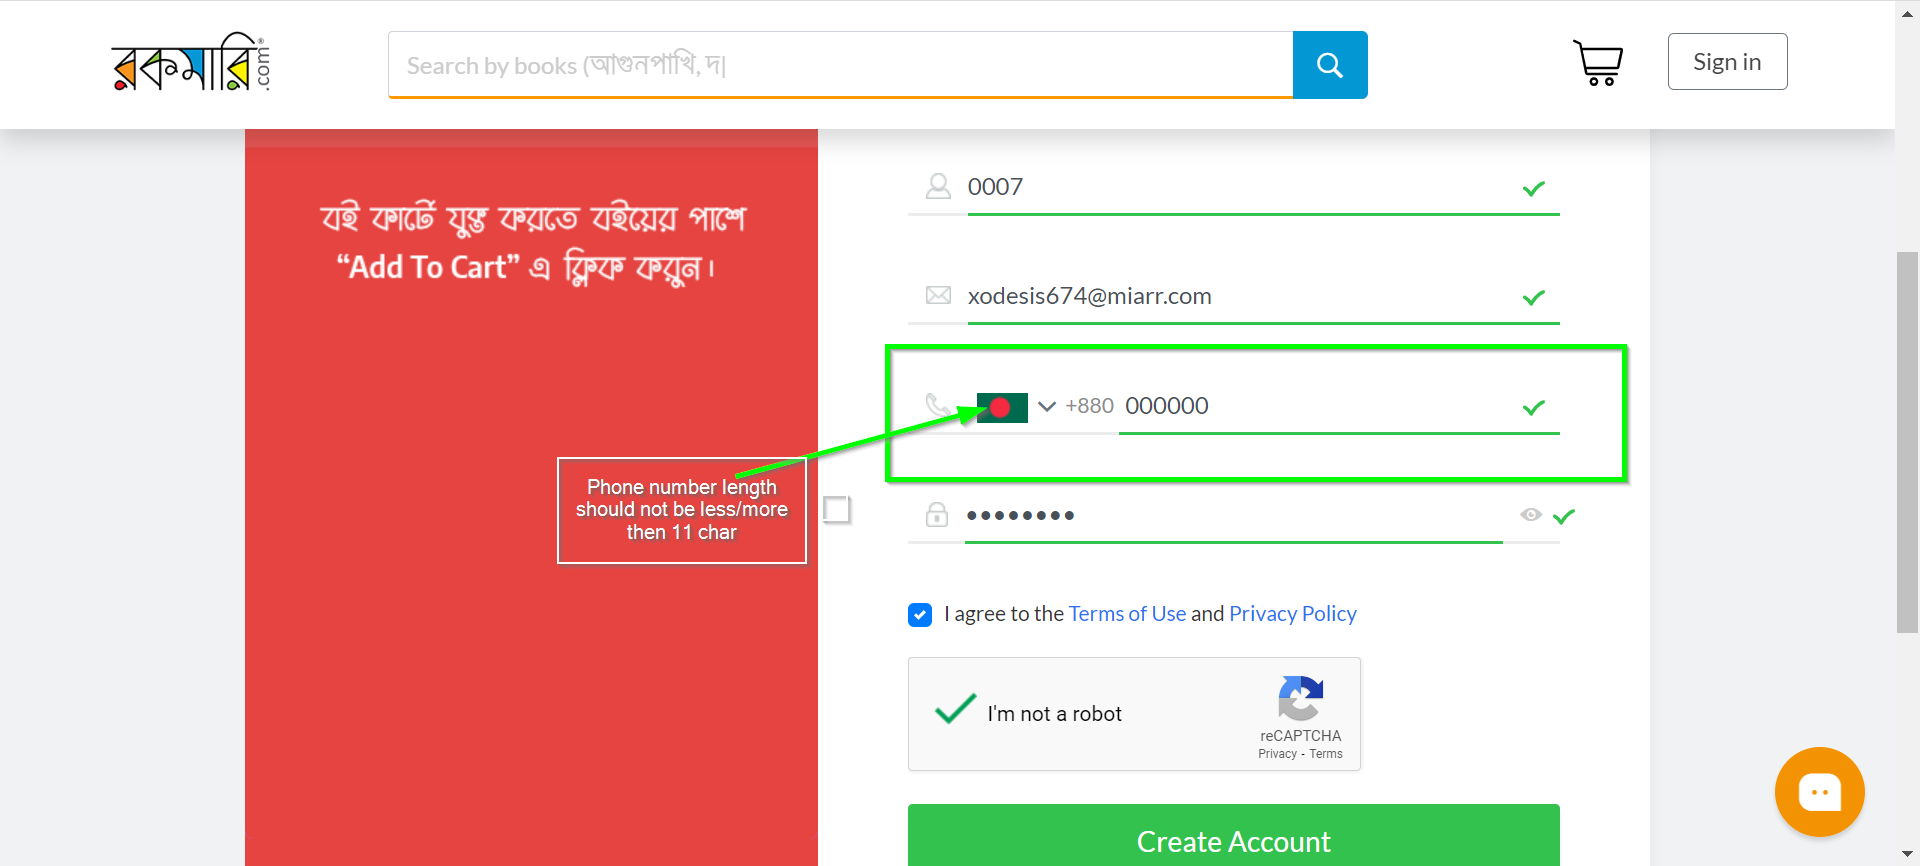 রকমারি
.com
Search by books (আগুনপাখি, দ|
Sign in
বই কার্টে যুক্ত করতে বইয়ের পাশে
“Add To Cart” এ ক্লিক করুন।
0007
xodesis674@miarr.com
+880 000000
Phone number length
should not be less/more
then 11 char
I agree to the Terms of Use and Privacy Policy
I'm not a robot
reCAPTCHA
Privacy - Terms
Create Account